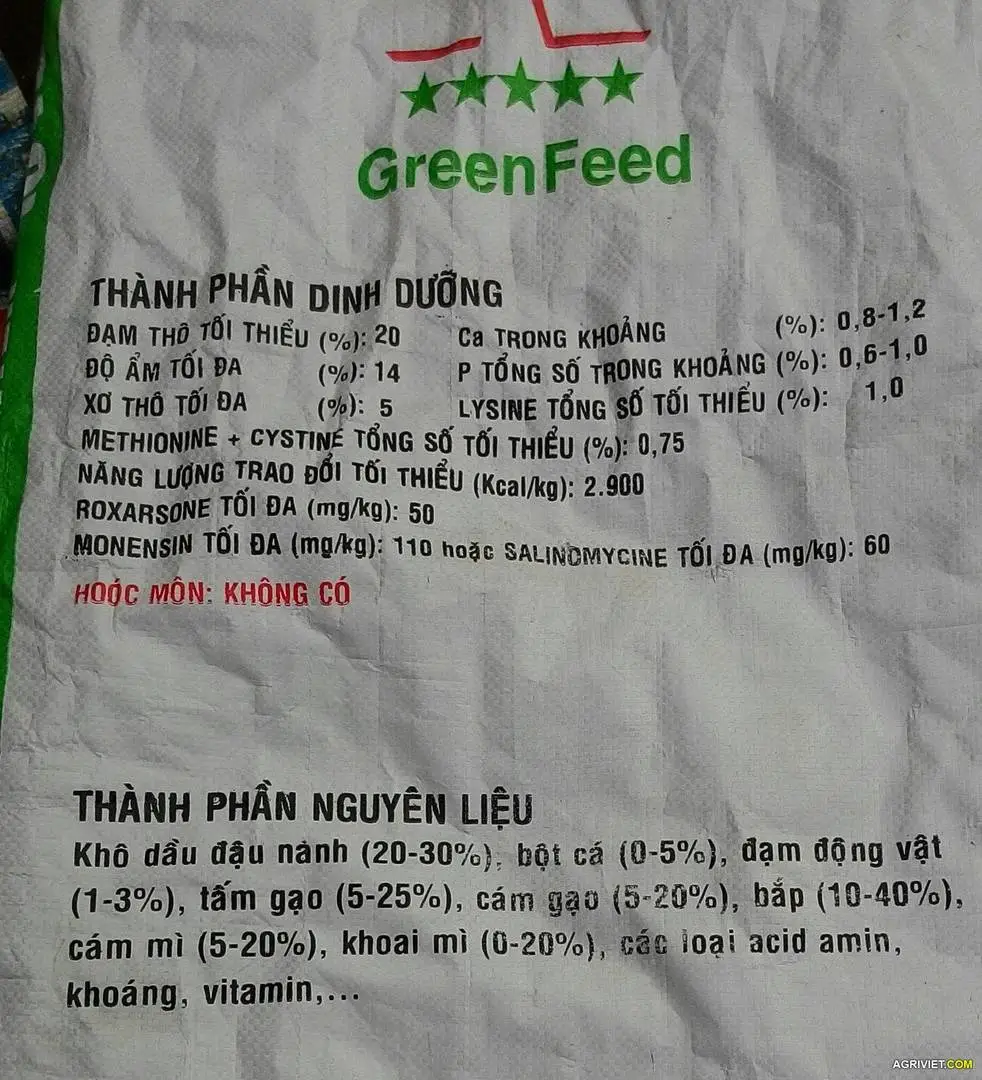 GreenFeed
THÀNH PHẦN DINH DƯỠNG
ĐẠM THÔ TỐI THIỂU (%): 20 Ca TRONG KHOẢNG (%): 0,8-1,2
ĐỘ ẨM TỐI ĐA (%): 14 P TỔNG SỐ TRONG KHOẢNG (%): 0,6-1,0
XƠ THÔ TỐI ĐA (%): 5 LYSINE TỔNG SỐ TỐI THIỂU (%): 1,0
METHIONINE + CYSTINE TỔNG SỐ TỐI THIỂU (%): 0,75
NĂNG LƯỢNG TRAO ĐỔI TỐI THIỂU (Kcal/kg): 2.900
ROXARSONE TỐI ĐA (mg/kg): 50
MONENSIN TỐI ĐA (mg/kg): 110 hoặc SALINOMYCINE TỐI ĐA (mg/kg): 60
HOÓC MÔN: KHÔNG CÓ
THÀNH PHẦN NGUYÊN LIỆU
Khô dầu đậu nành (20-30%), bột cá (0-5%), đạm động vật
(1-3%), tấm gạo (5-25%), cám gạo (5-20%), bắp (10-40%),
cám mì (5-20%), khoai mì (0-20%), các loại acid amin,
khoáng, vitamin,...
AGRIVIET.COM